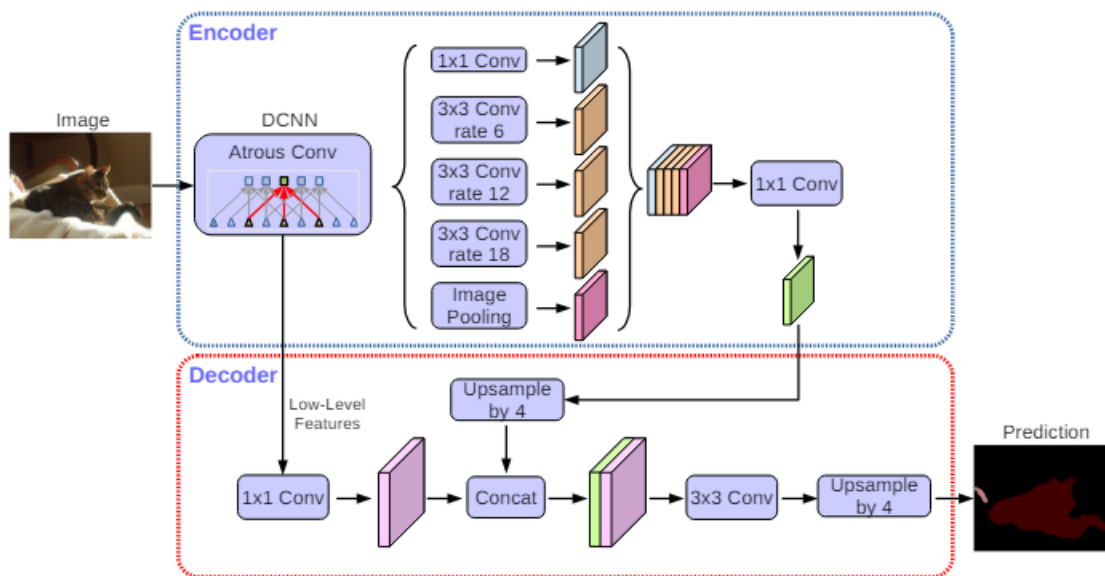 Encoder
Image
DCNN
Atrous Conv
1x1 Conv
3x3 Conv
rate 6
3x3 Conv
rate 12
3x3 Conv
rate 18
Image
Pooling
1x1 Conv
Decoder
Low-Level
Features
Upsample
by 4
1x1 Conv
Concat
3x3 Conv
Upsample
by 4
Prediction